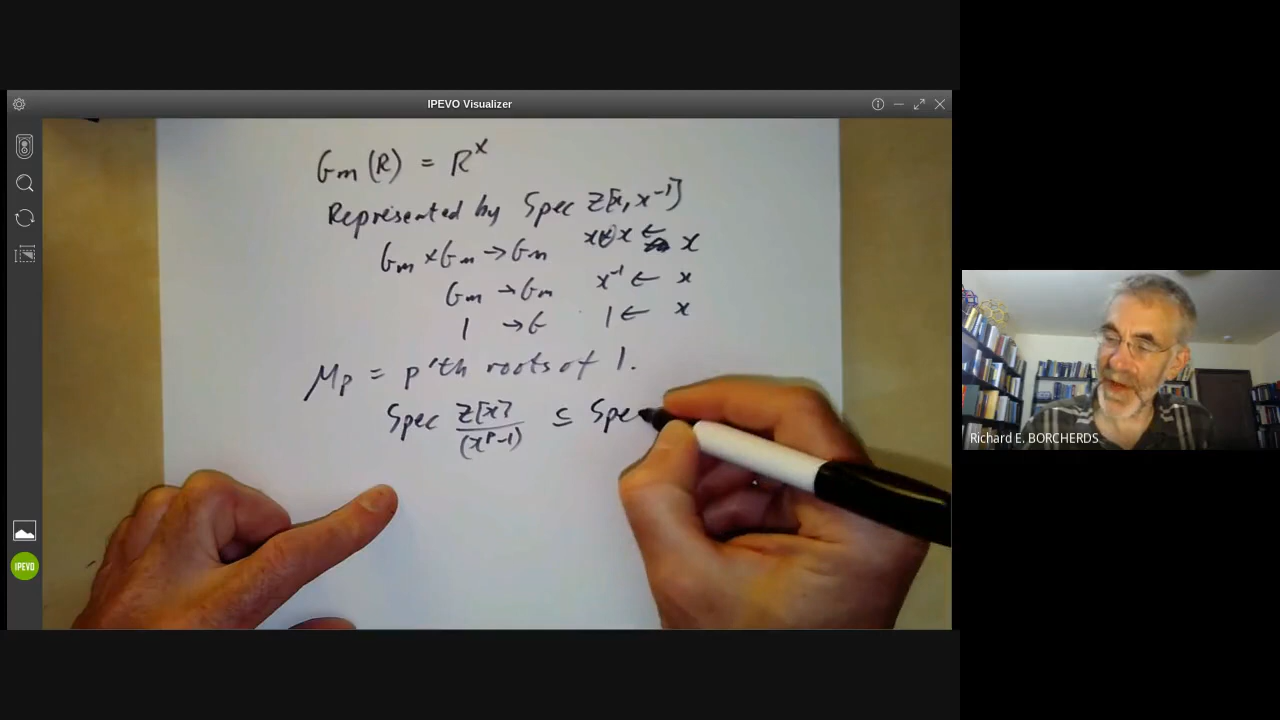 IPEVO Visualizer
Gm(R) = R^x
Represented by Spec Z[x, x⁻¹]
Gm × Gm → Gm x⊗x ← x
Gm → Gm x⁻¹ ← x
1 → G 1 ← x
μp = p'th roots of 1.
Spec Z[x]/(x^p-1) ⊆ Spe
Richard E. BORCHERDS
IPEVO